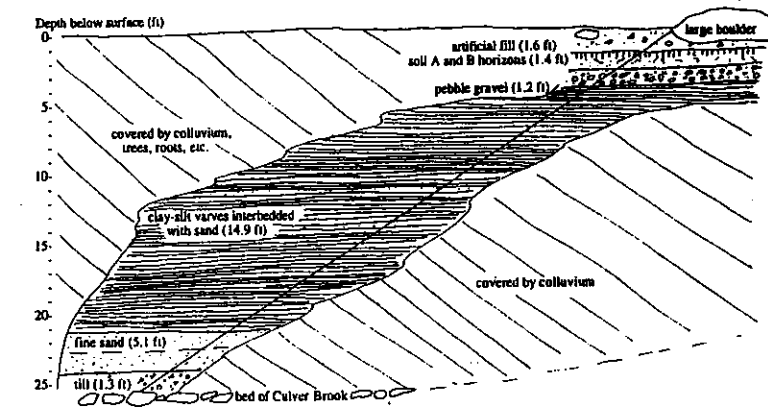 Depth below surface (ft)
0-
large boulder
artificial fill (1.6 ft)
soil A and B horizons (1.4 ft)
pebble gravel (1.2 ft)
5-
covered by colluvium,
trees, roots, etc.
10-
clay-silt varves interbedded
with sand (14.9 ft)
15-
covered by colluvium
20-
fine sand (5.1 ft)
till (1.3 ft)
25-
bed of Culver Brook